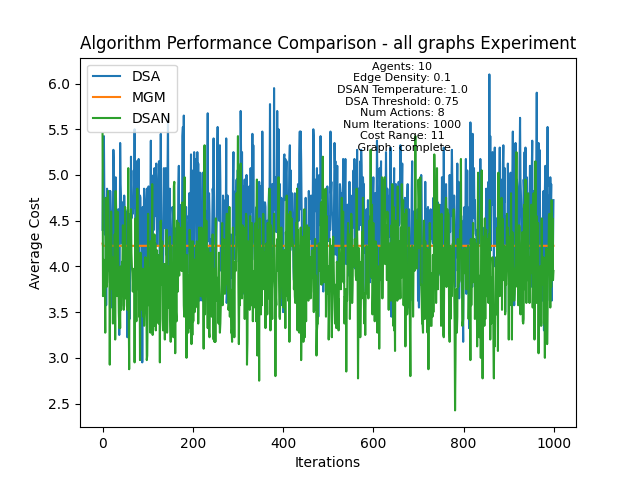 Algorithm Performance Comparison - all graphs Experiment
DSA
MGM
DSAN
Agents: 10
Edge Density: 0.1
DSAN Temperature: 1.0
DSA Threshold: 0.75
Num Actions: 8
Num Iterations: 1000
Cost Range: 11
Graph: complete
Average Cost
6.0
5.5
5.0
4.5
4.0
3.5
3.0
2.5
0 200 400 600 800 1000
Iterations